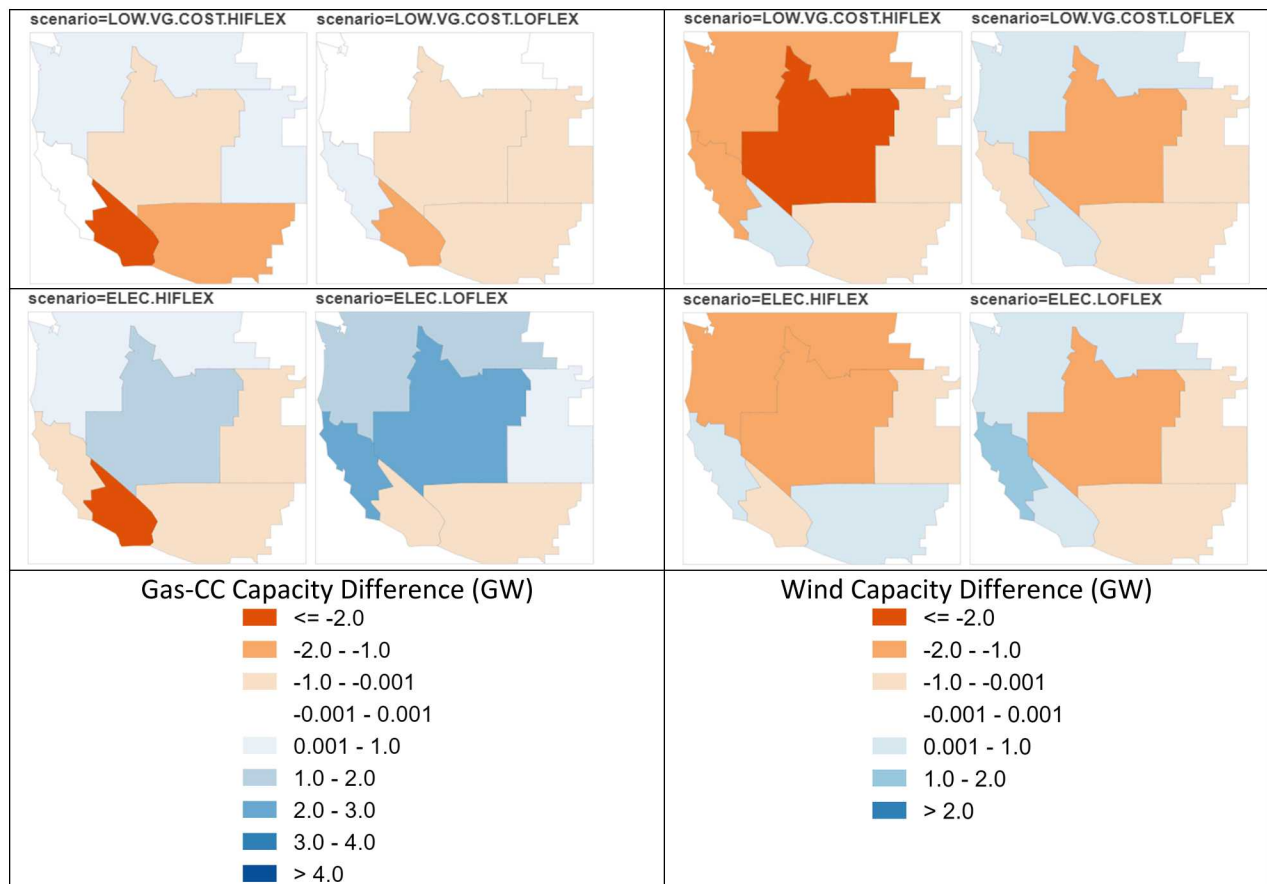 scenario=LOW.VG.COST.HIFLEX
scenario=LOW.VG.COST.LOFLEX
scenario=LOW.VG.COST.HIFLEX
scenario=LOW.VG.COST.LOFLEX
scenario=ELEC.HIFLEX
scenario=ELEC.LOFLEX
scenario=ELEC.HIFLEX
scenario=ELEC.LOFLEX
Gas-CC Capacity Difference (GW)
<= -2.0
-2.0 - -1.0
-1.0 - -0.001
-0.001 - 0.001
0.001 - 1.0
1.0 - 2.0
2.0 - 3.0
3.0 - 4.0
> 4.0
Wind Capacity Difference (GW)
<= -2.0
-2.0 - -1.0
-1.0 - -0.001
-0.001 - 0.001
0.001 - 1.0
1.0 - 2.0
> 2.0